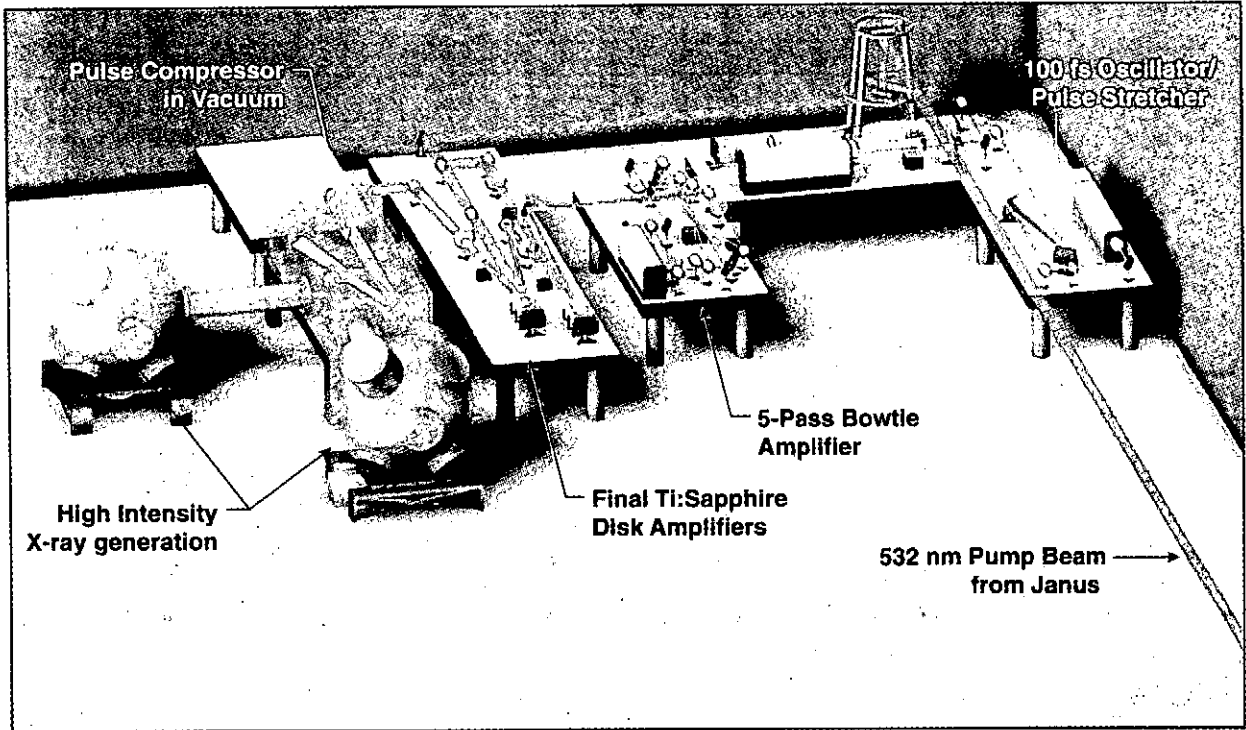 Pulse Compressor
in Vacuum
100 fs Oscillator/
Pulse Stretcher
5-Pass Bowtie
Amplifier
High Intensity
X-ray generation
Final Ti:Sapphire
Disk Amplifiers
532 nm Pump Beam
from Janus